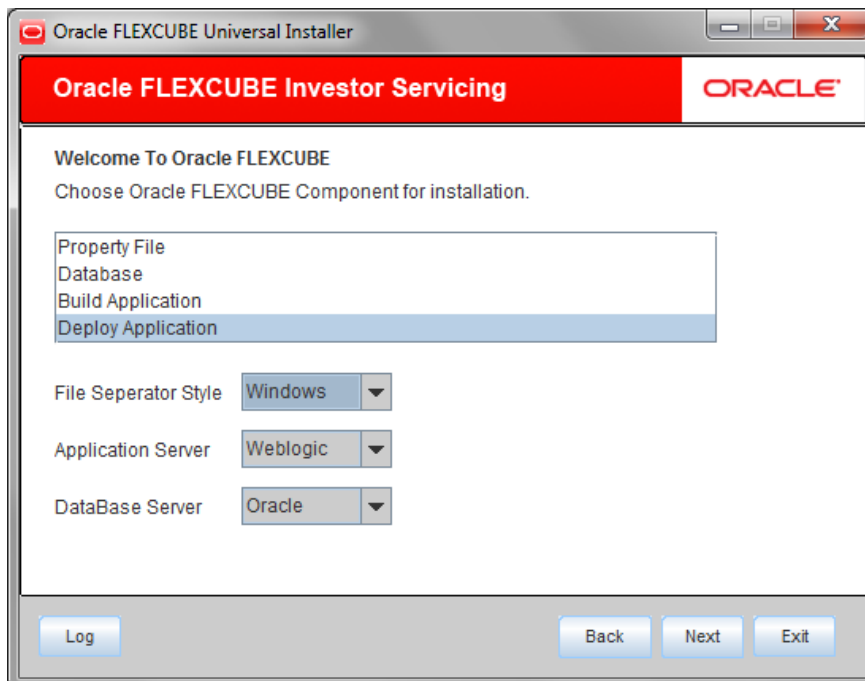 Oracle FLEXCUBE Universal Installer
Oracle FLEXCUBE Investor Servicing
ORACLE
Welcome To Oracle FLEXCUBE
Choose Oracle FLEXCUBE Component for installation.
Property File
Database
Build Application
Deploy Application
File Seperator Style Windows
Application Server Weblogic
DataBase Server Oracle
Log Back Next Exit